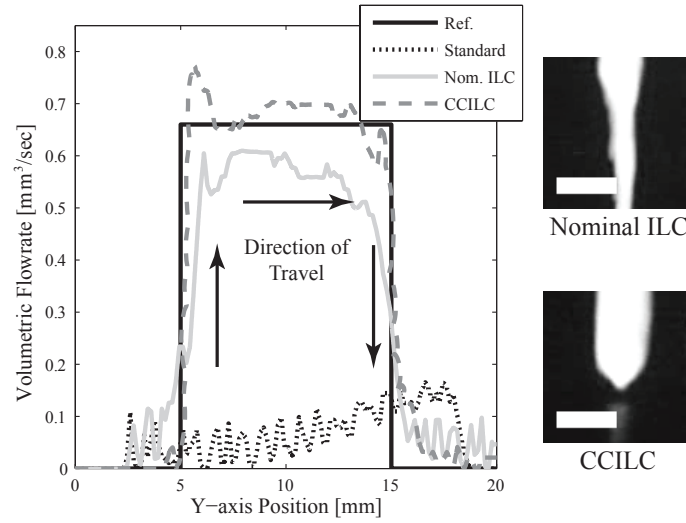 Ref.
Standard
Nom. ILC
CCILC
0.8
0.7
0.6
0.5
0.4
0.3
0.2
0.1
0
Volumetric Flowrate [mm³/sec]
Direction of
Travel
0 5 10 15 20
Y−axis Position [mm]
Nominal ILC
CCILC